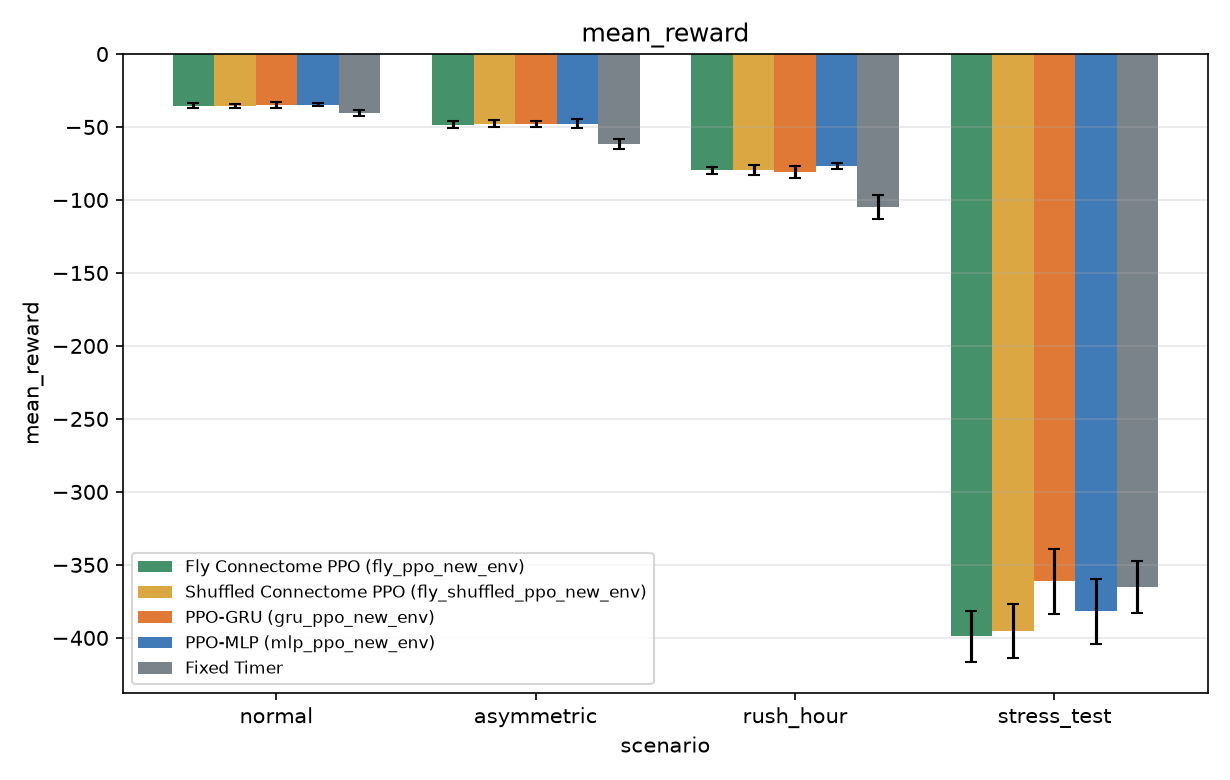 mean_reward
0
−50
−100
−150
−200
−250
−300
−350
−400
mean_reward
Fly Connectome PPO (fly_ppo_new_env)
Shuffled Connectome PPO (fly_shuffled_ppo_new_env)
PPO-GRU (gru_ppo_new_env)
PPO-MLP (mlp_ppo_new_env)
Fixed Timer
normal asymmetric rush_hour stress_test
scenario